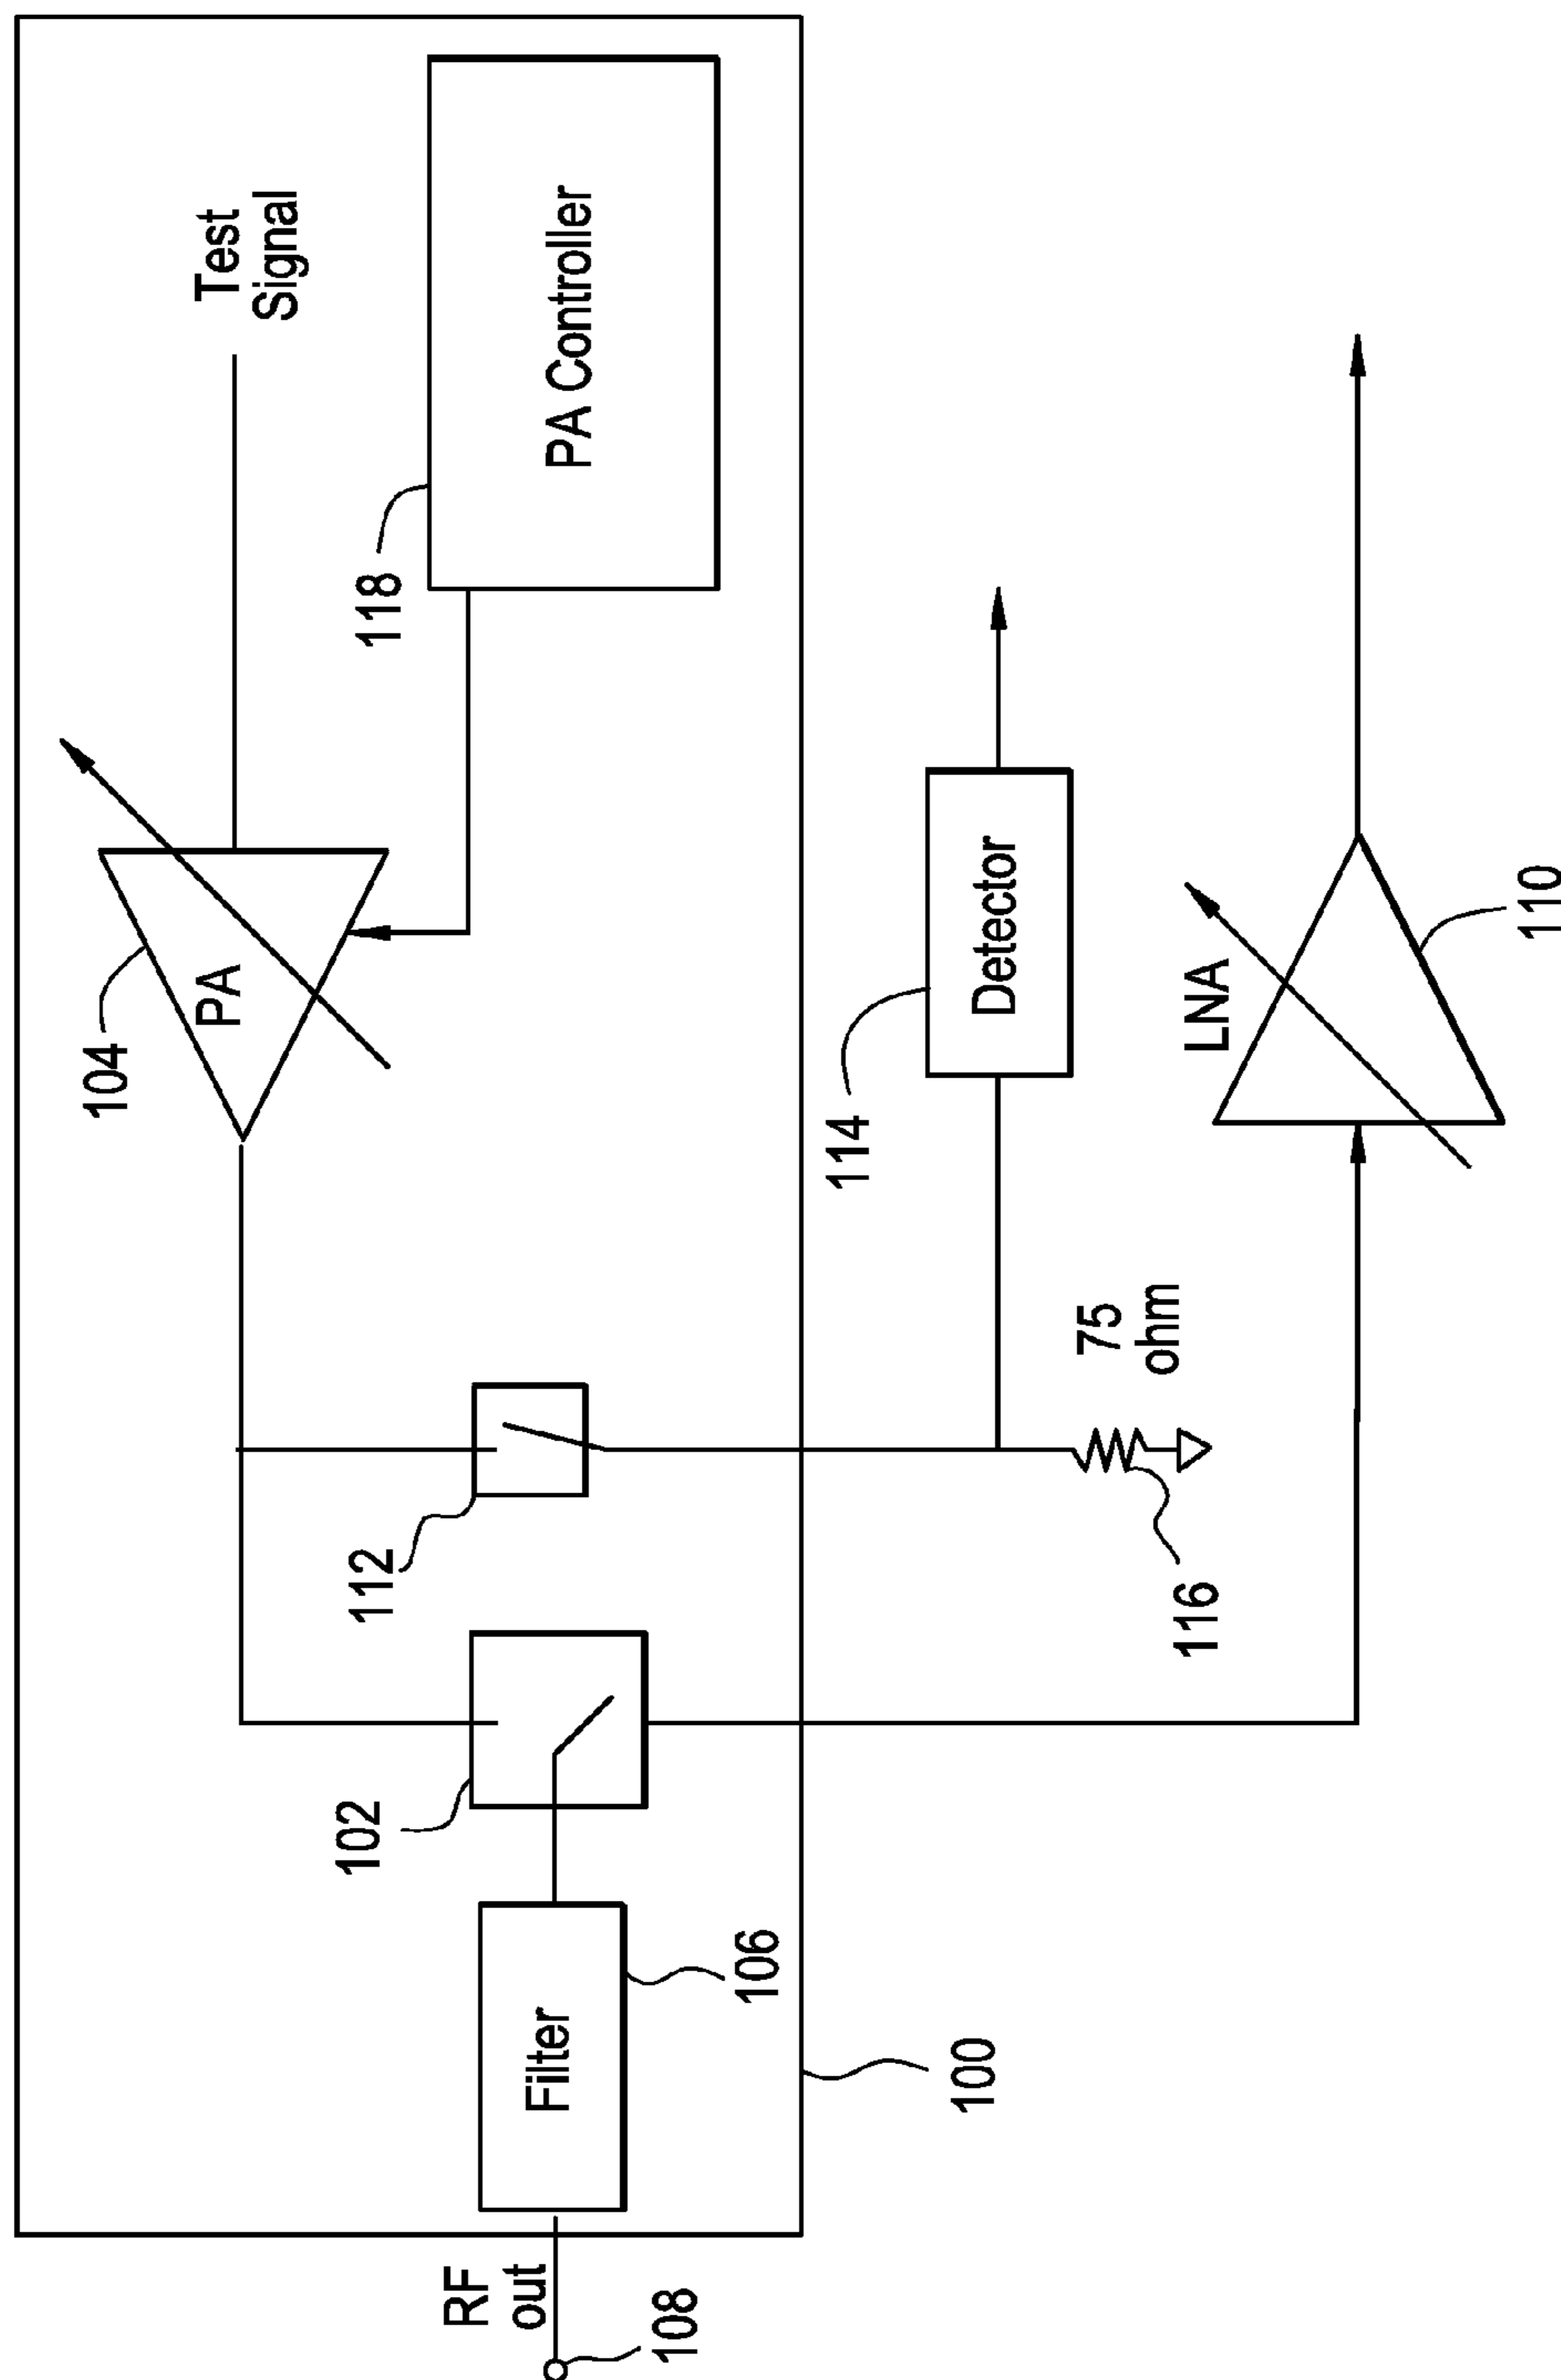 Test
Signal
PA
104
118
PA Controller
112
102
Filter
106
RF
out
108
100
114
Detector
75
ohm
116
LNA
110